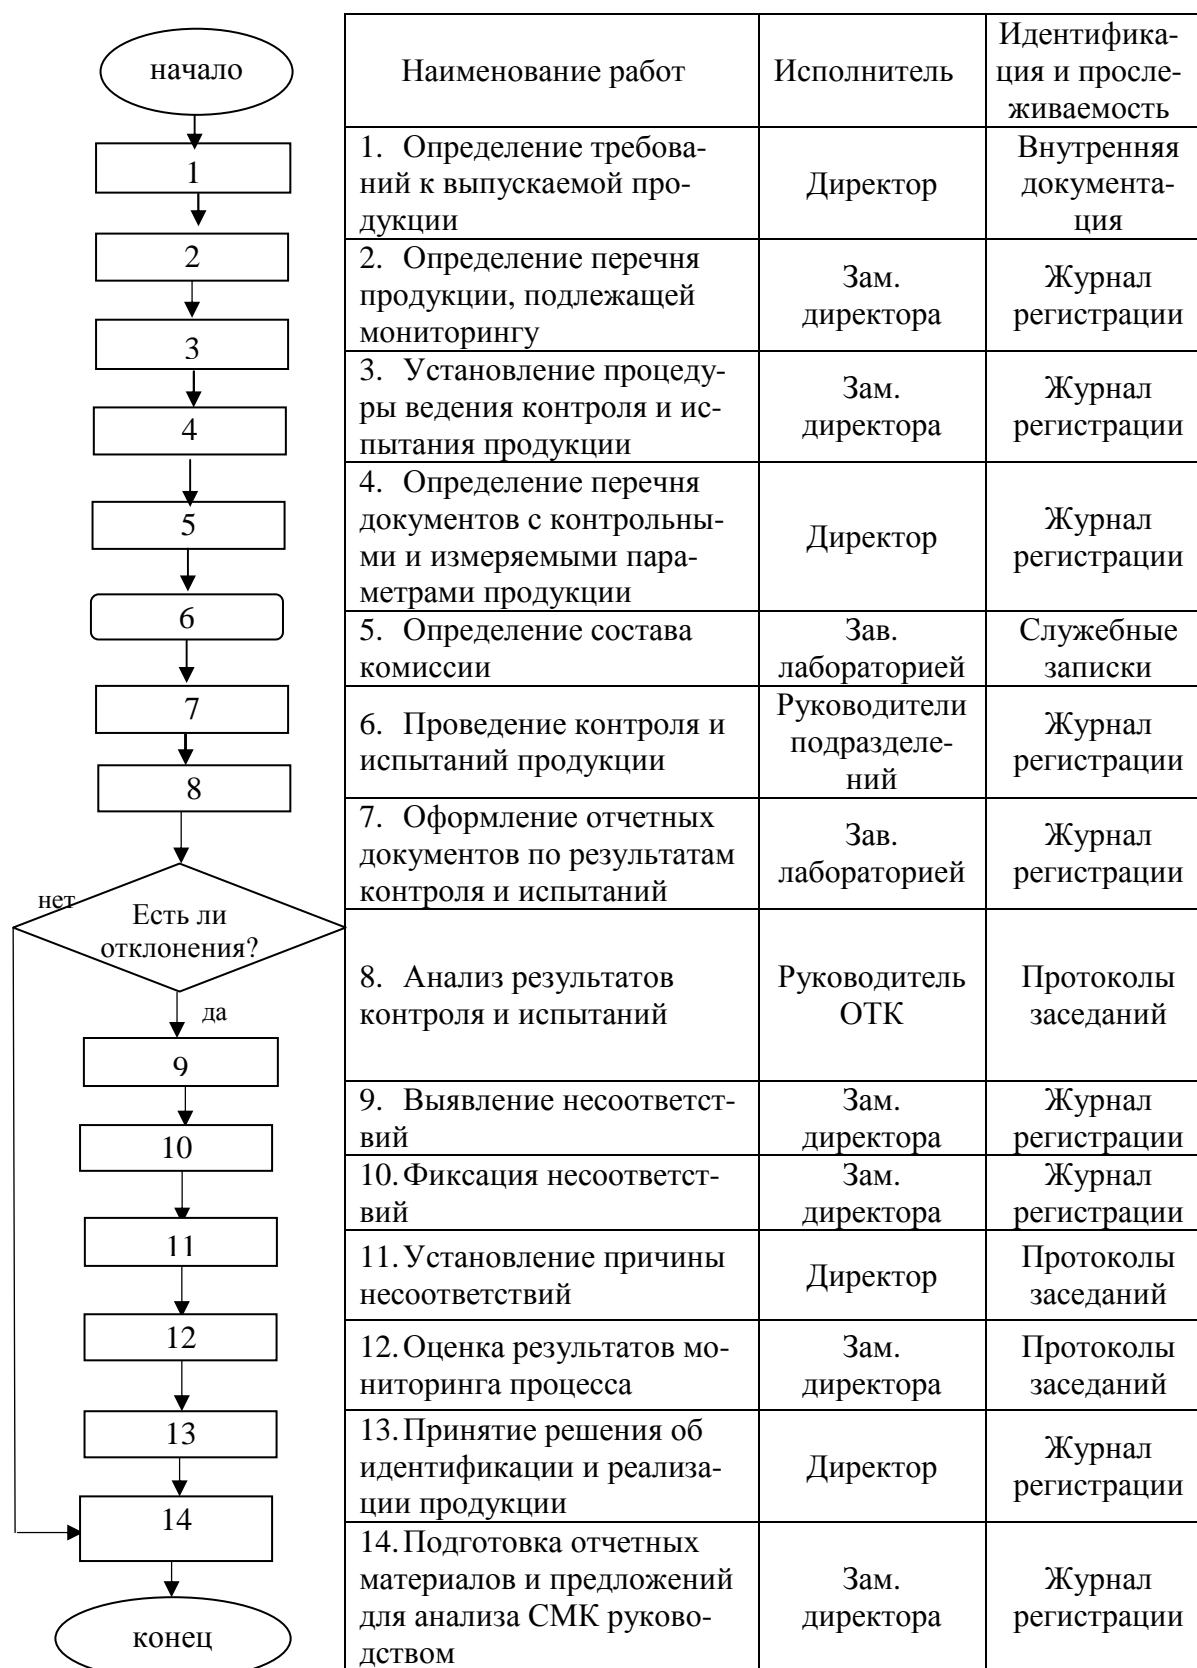 начало
1
2
3
4
5
6
7
8
нет
Есть ли
отклонения?
да
9
10
11
12
13
14
конец
Наименование работ
Исполнитель
Идентифика-
ция и просле-
живаемость
1. Определение требова-
ний к выпускаемой про-
дукции
Директор
Внутренняя
документа-
ция
2. Определение перечня
продукции, подлежащей
мониторингу
Зам.
директора
Журнал
регистрации
3. Установление процеду-
ры ведения контроля и ис-
пытания продукции
Зам.
директора
Журнал
регистрации
4. Определение перечня
документов с контрольны-
ми и измеряемыми пара-
метрами продукции
Директор
Журнал
регистрации
5. Определение состава
комиссии
Зав.
лабораторией
Служебные
записки
6. Проведение контроля и
испытаний продукции
Руководители
подразделе-
ний
Журнал
регистрации
7. Оформление отчетных
документов по результатам
контроля и испытаний
Зав.
лабораторией
Журнал
регистрации
8. Анализ результатов
контроля и испытаний
Руководитель
ОТК
Протоколы
заседаний
9. Выявление несоответст-
вий
Зам.
директора
Журнал
регистрации
10. Фиксация несоответст-
вий
Зам.
директора
Журнал
регистрации
11. Установление причины
несоответствий
Директор
Протоколы
заседаний
12. Оценка результатов мо-
ниторинга процесса
Зам.
директора
Протоколы
заседаний
13. Принятие решения об
идентификации и реализа-
ции продукции
Директор
Журнал
регистрации
14. Подготовка отчетных
материалов и предложений
для анализа СМК руково-
дством
Зам.
директора
Журнал
регистрации